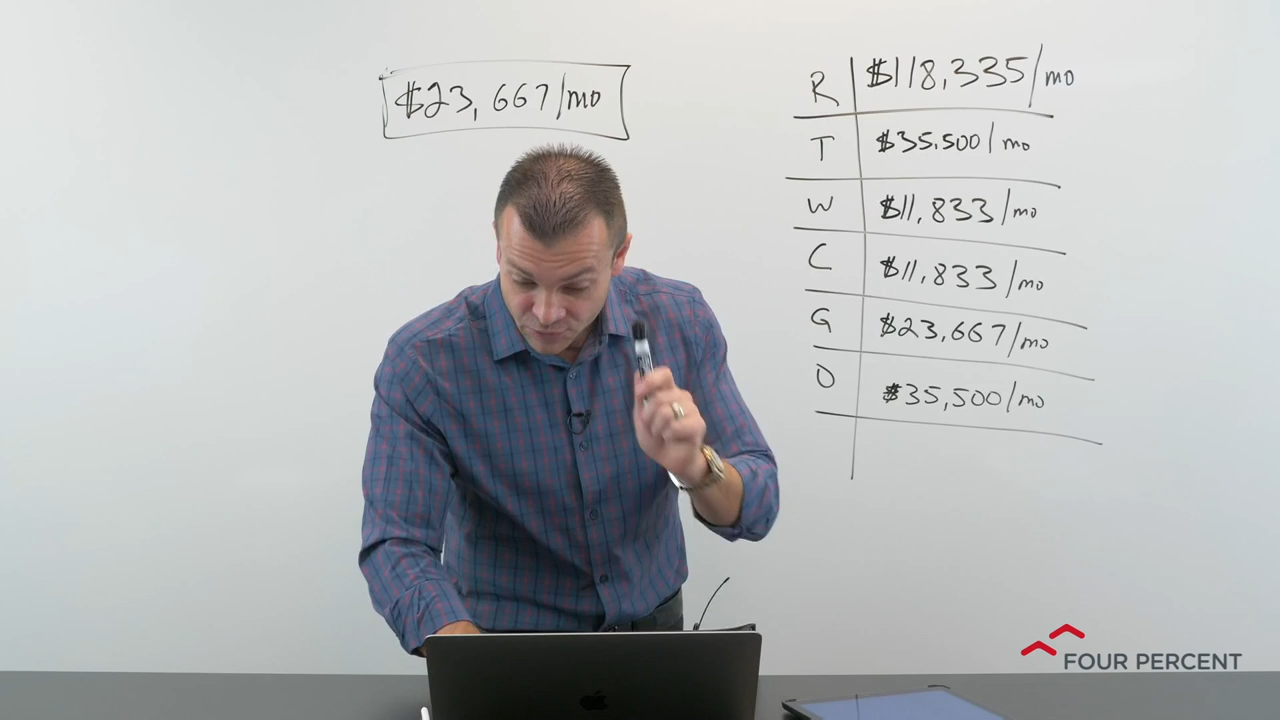 $23,667/mo
R $118,335/mo
T $35,500/mo
W $11,833/mo
C $11,833/mo
G $23,667/mo
O $35,500/mo
FOUR PERCENT